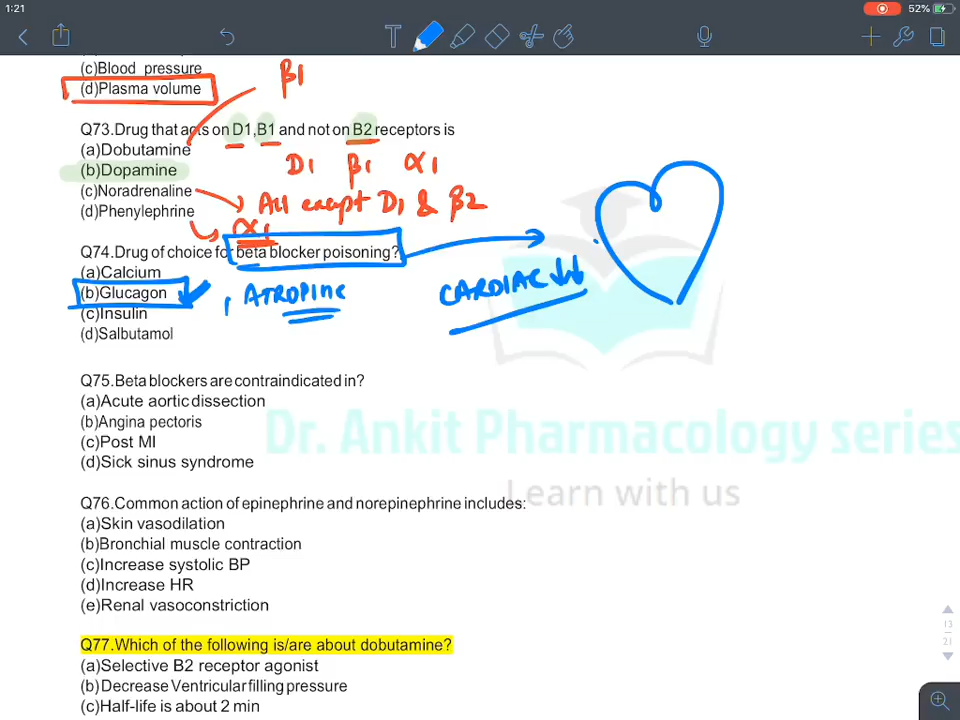 1:21
52%
(c)Blood pressure
β1
(d)Plasma volume
Q73.Drug that acts on D1,B1 and not on B2 receptors is
(a)Dobutamine
D1 β1 α1
(b)Dopamine
(c)Noradrenaline
All except D1 & β2
(d)Phenylephrine
α1
Q74.Drug of choice for beta blocker poisoning?
(a)Calcium
CARDIAC ↓↓
(b)Glucagon
, ATROPINE
(c)Insulin
(d)Salbutamol
Q75.Beta blockers are contraindicated in?
(a)Acute aortic dissection
(b)Angina pectoris
Dr. Ankit Pharmacology series
(c)Post MI
(d)Sick sinus syndrome
Learn with us
Q76.Common action of epinephrine and norepinephrine includes:
(a)Skin vasodilation
(b)Bronchial muscle contraction
(c)Increase systolic BP
(d)Increase HR
(e)Renal vasoconstriction
13
21
Q77.Which of the following is/are about dobutamine?
(a)Selective B2 receptor agonist
(b)Decrease Ventricular filling pressure
(c)Half-life is about 2 min